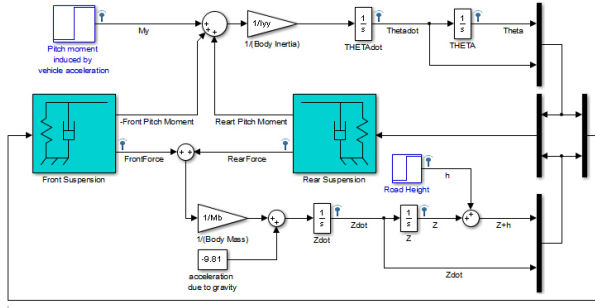 Pitch moment
induced by
vehicle acceleration
My
1/Iyy
1/(Body Inertia)
1
s
THETAdot
Thetadot
1
s
THETA
Theta
-Front Pitch Moment
Reart Pitch Moment
FrontForce
RearForce
Front Suspension
Rear Suspension
Road Height
h
1/Mb
1/(Body Mass)
-9.81
acceleration
due to gravity
1
s
Zdot
Zdot
1
s
Z
Z
Z+h
Zdot